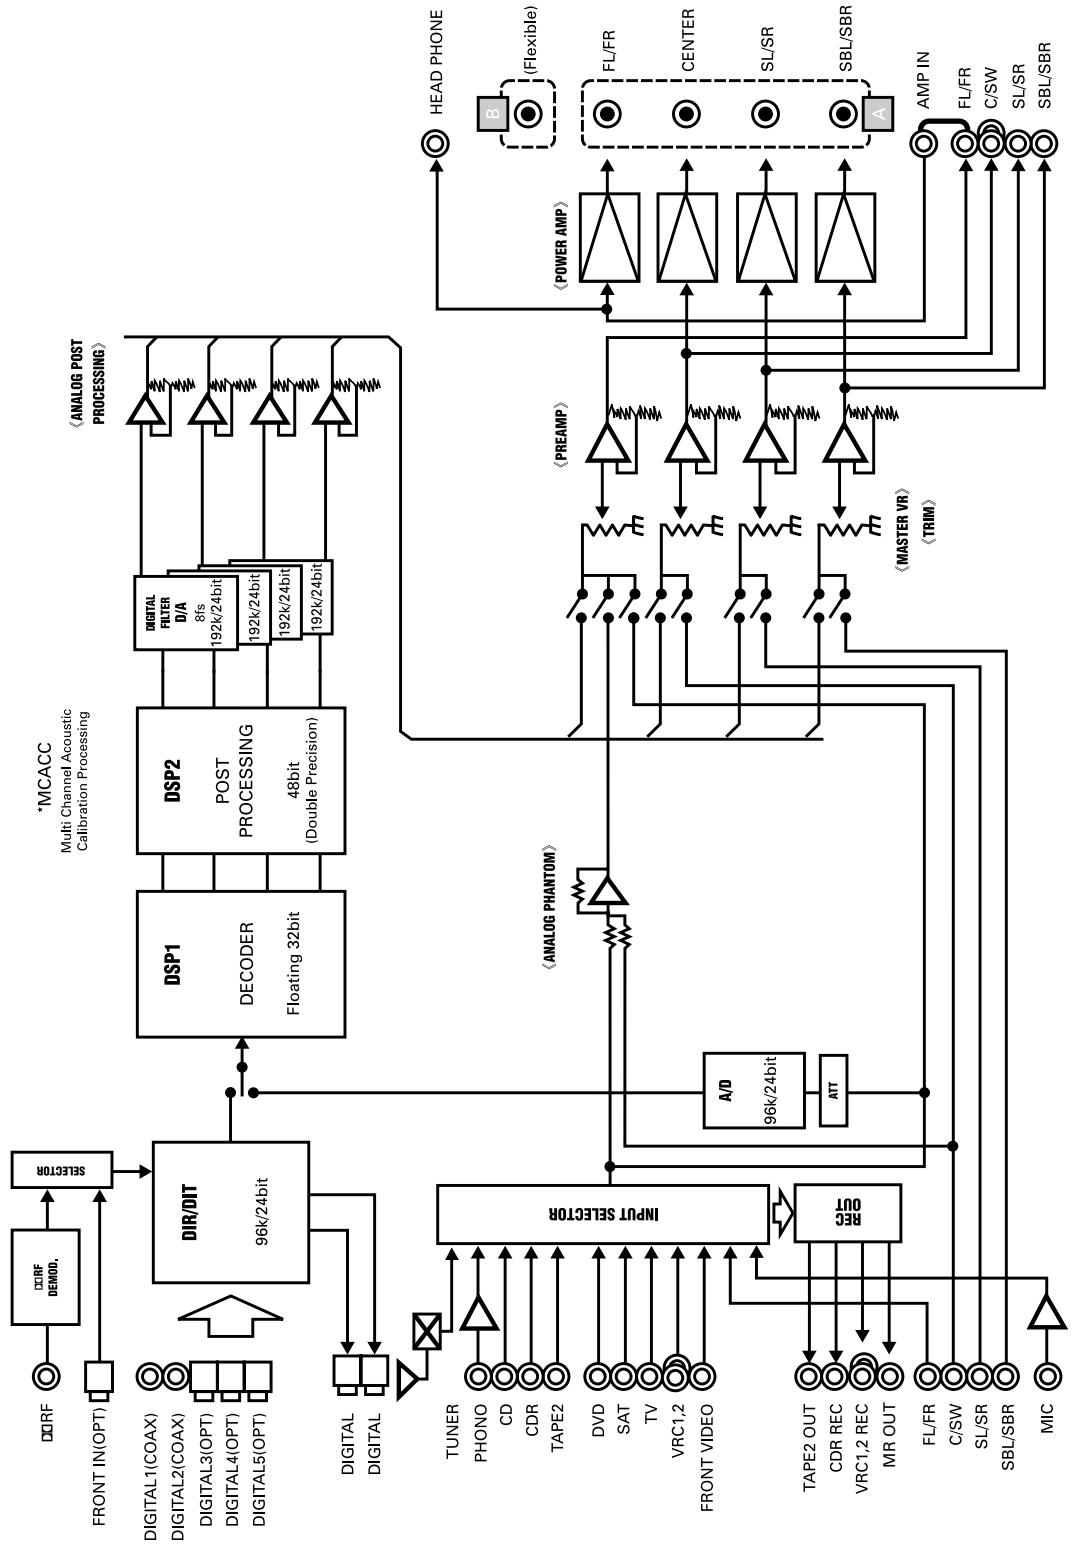 *MCACC
Multi Channel Acoustic
Calibration Processing
《ANALOG POST
PROCESSING》
HEAD PHONE
B
(Flexible)
FL/FR
CENTER
SL/SR
SBL/SBR
A
AMP IN
FL/FR
C/SW
SL/SR
SBL/SBR
《POWER AMP》
《PREAMP》
《MASTER VR》
《TRIM》
DIGITAL
FILTER
D/A
8fs
192k/24bit
192k/24bit
192k/24bit
192k/24bit
DSP2
POST
PROCESSING
48bit
(Double Precision)
DSP1
DECODER
Floating 32bit
《ANALOG PHANTOM》
A/D
96k/24bit
ATT
SELECTOR
□□RF
DEMOD.
DIR/DIT
96k/24bit
INPUT SELECTOR
REC
OUT
□□RF
FRONT IN(OPT)
DIGITAL1(COAX)
DIGITAL2(COAX)
DIGITAL3(OPT)
DIGITAL4(OPT)
DIGITAL5(OPT)
DIGITAL
DIGITAL
TUNER
PHONO
CD
CDR
TAPE2
DVD
SAT
TV
VRC1,2
FRONT VIDEO
TAPE2 OUT
CDR REC
VRC1,2 REC
MR OUT
FL/FR
C/SW
SL/SR
SBL/SBR
MIC